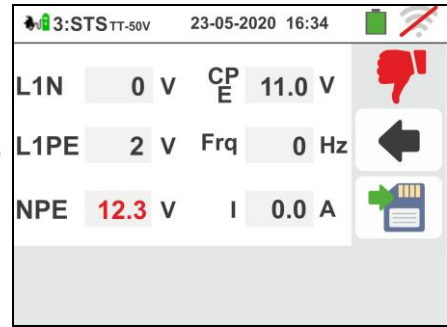 3:STS TT-50V 23-05-2020 16:34
L1N 0 V CP E 11.0 V
L1PE 2 V Frq 0 Hz
NPE 12.3 V I 0.0 A